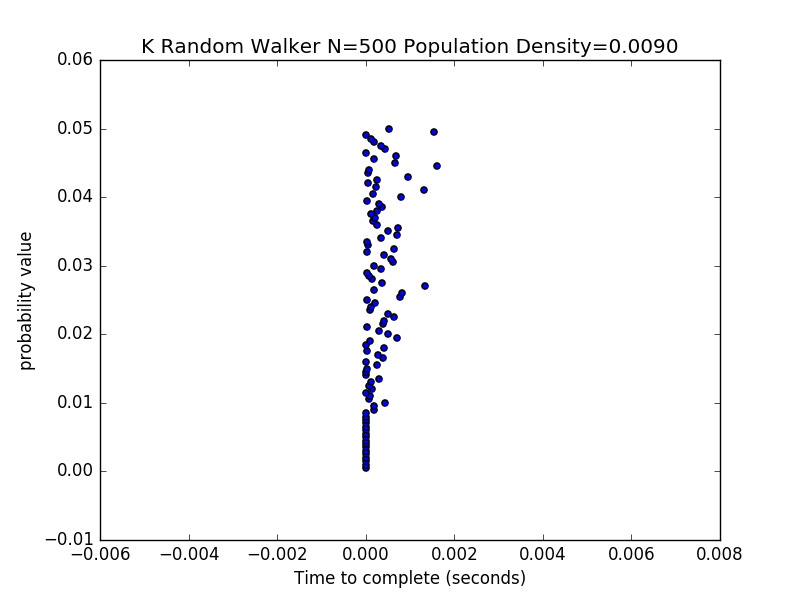 K Random Walker N=500 Population Density=0.0090
0.06
0.05
0.04
0.03
0.02
0.01
0.00
−0.01
probability value
−0.006 −0.004 −0.002 0.000 0.002 0.004 0.006 0.008
Time to complete (seconds)